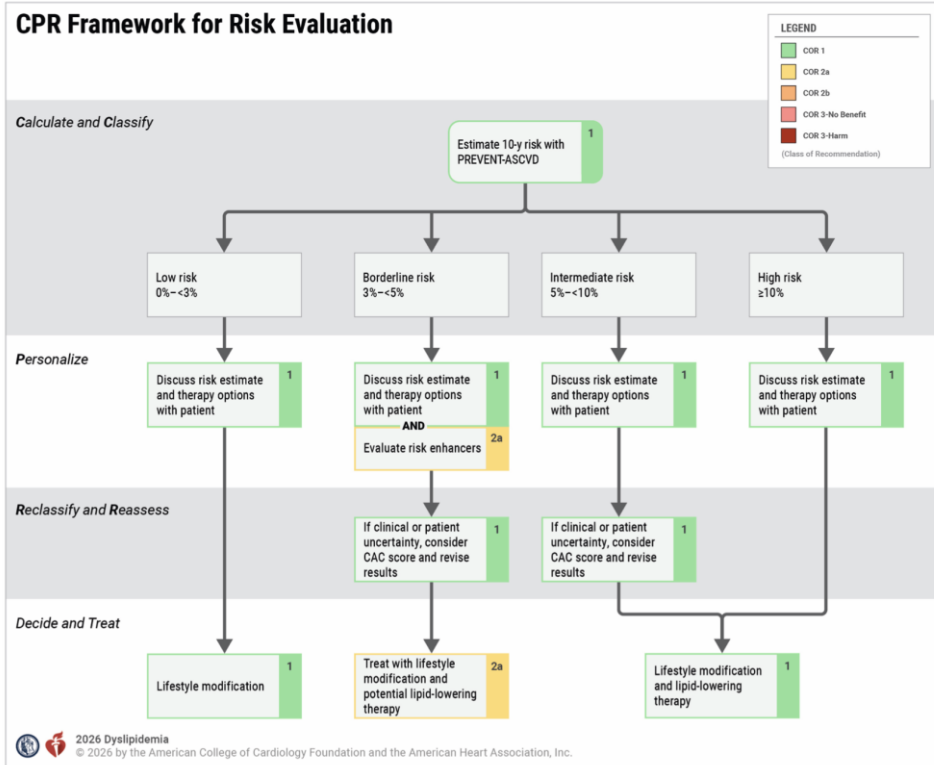 CPR Framework for Risk Evaluation
LEGEND
COR 1
COR 2a
COR 2b
COR 3-No Benefit
COR 3-Harm
(Class of Recommendation)
Calculate and Classify
Estimate 10-y risk with
PREVENT-ASCVD
1
Low risk
0%–<3%
Borderline risk
3%–<5%
Intermediate risk
5%–<10%
High risk
≥10%
Personalize
Discuss risk estimate
and therapy options
with patient
1
Discuss risk estimate
and therapy options
with patient
1
AND
Evaluate risk enhancers
2a
Discuss risk estimate
and therapy options
with patient
1
Discuss risk estimate
and therapy options
with patient
1
Reclassify and Reassess
If clinical or patient
uncertainty, consider
CAC score and revise
results
1
If clinical or patient
uncertainty, consider
CAC score and revise
results
1
Decide and Treat
Lifestyle modification
1
Treat with lifestyle
modification and
potential lipid-lowering
therapy
2a
Lifestyle modification
and lipid-lowering
therapy
1
2026 Dyslipidemia
© 2026 by the American College of Cardiology Foundation and the American Heart Association, Inc.